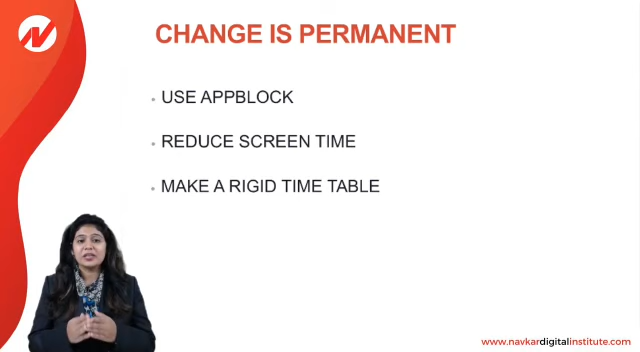 CHANGE IS PERMANENT
USE APPBLOCK
REDUCE SCREEN TIME
MAKE A RIGID TIME TABLE
www.navkardigitalinstitute.com